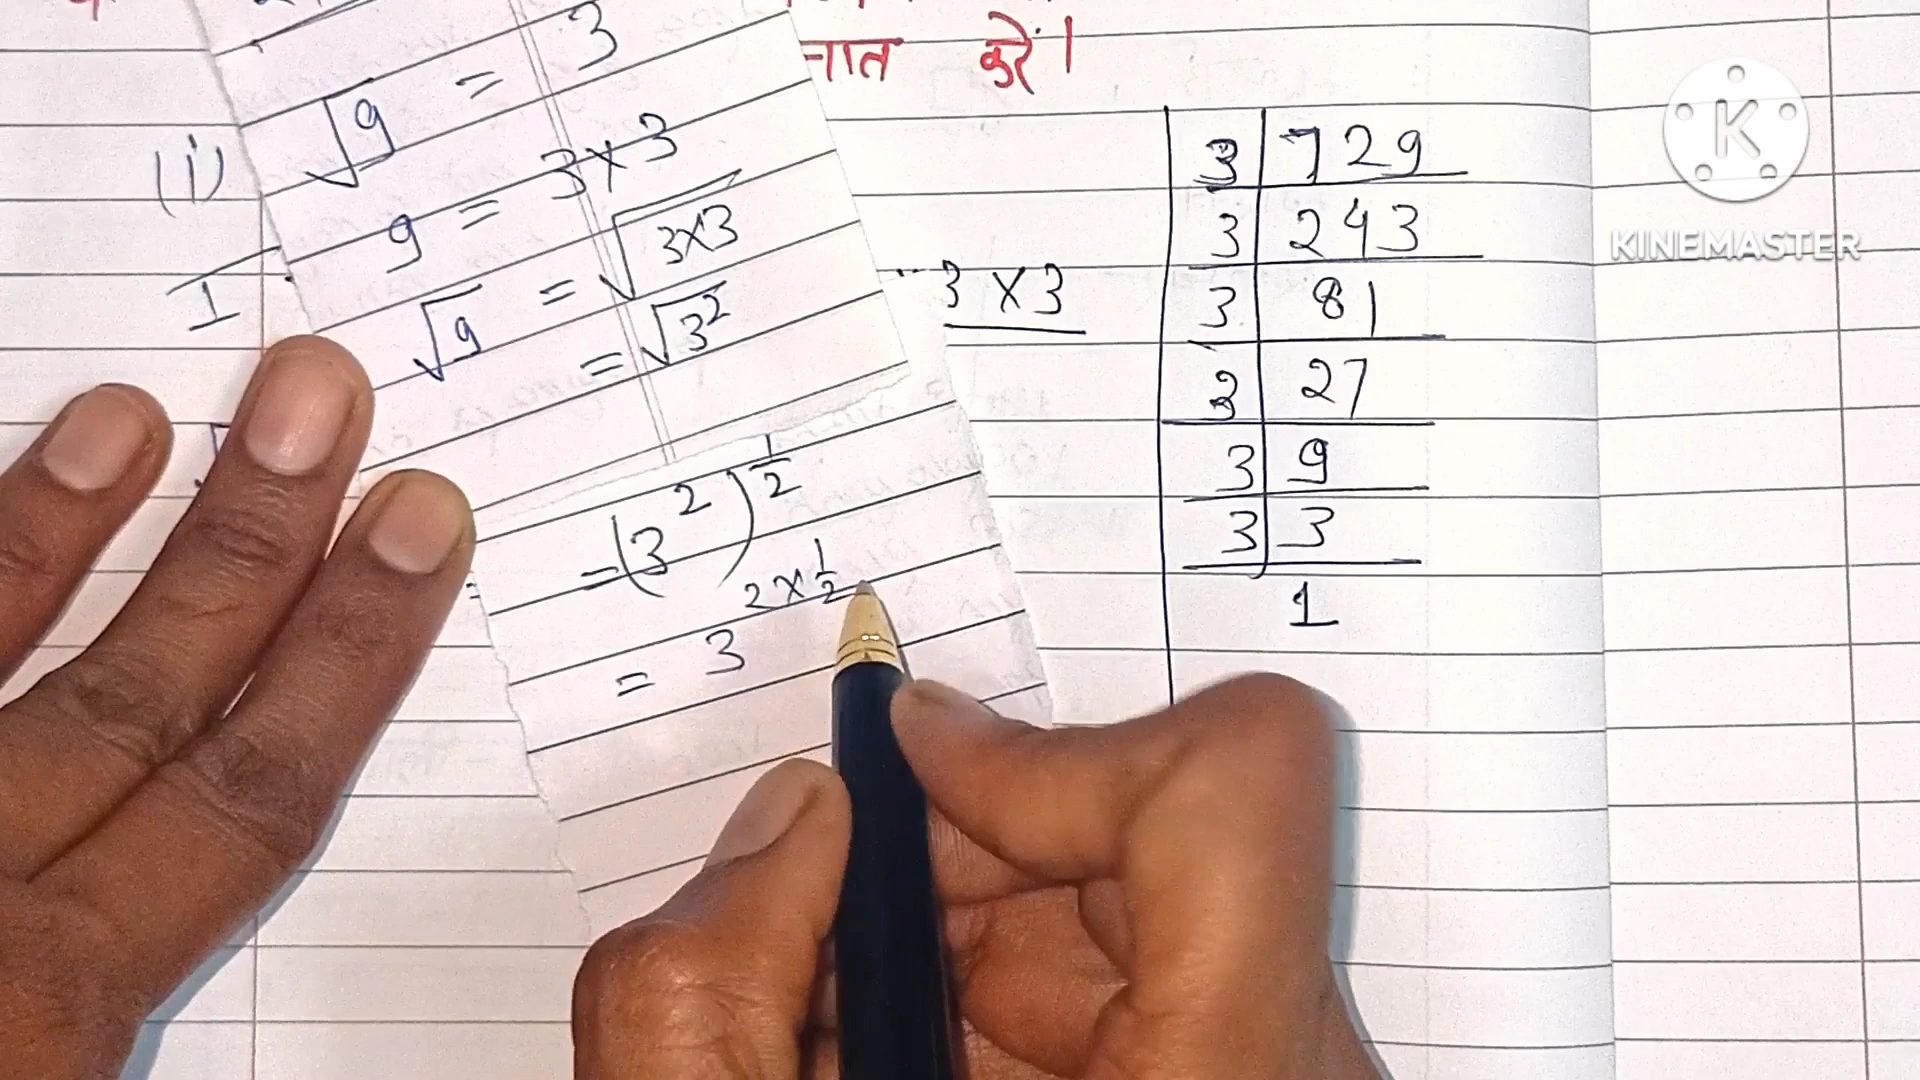 ज्ञात करें।
√9 = 3
(i)
9 = 3×3
√9 = √3×3
= √3²
I
3 × 3
= (3²)^1/2
= 3^2×1/2
3 | 729
3 | 243
3 | 81
3 | 27
3 | 9
3 | 3
1
KINEMASTER